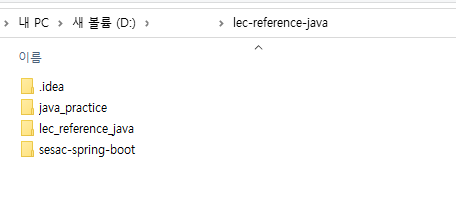 내 PC > 새 볼륨 (D:) > > lec-reference-java
이름
.idea
java_practice
lec_reference_java
sesac-spring-boot